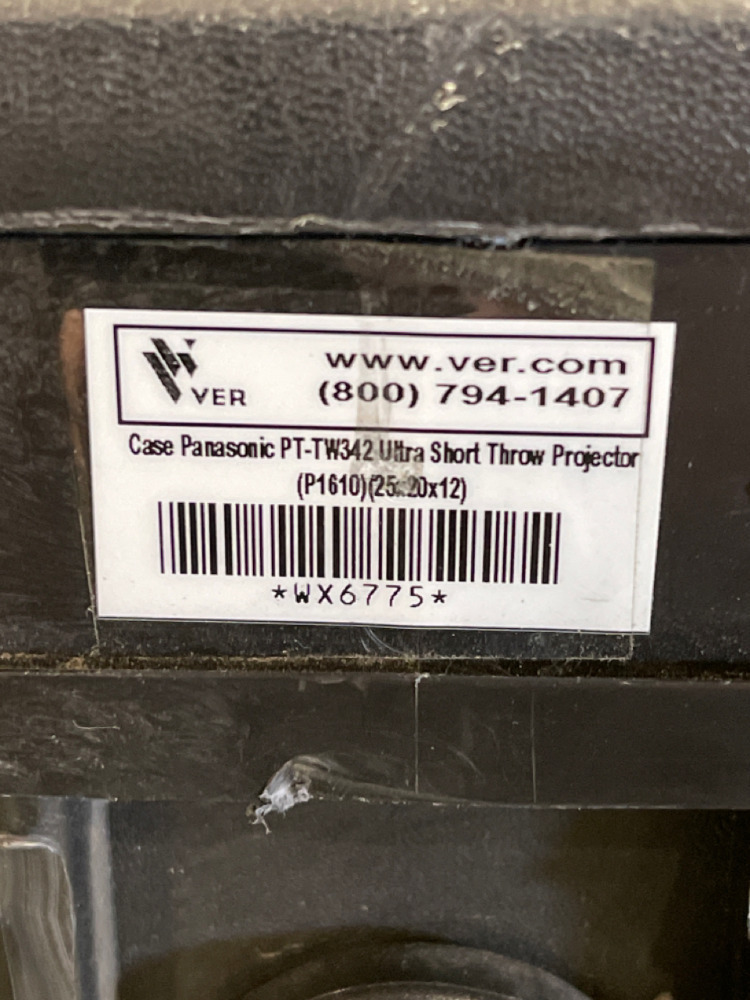 VER
www.ver.com
(800) 794-1407
Case Panasonic PT-TW342 Ultra Short Throw Projector
(P1610)(25x20x12)
*WX6775*